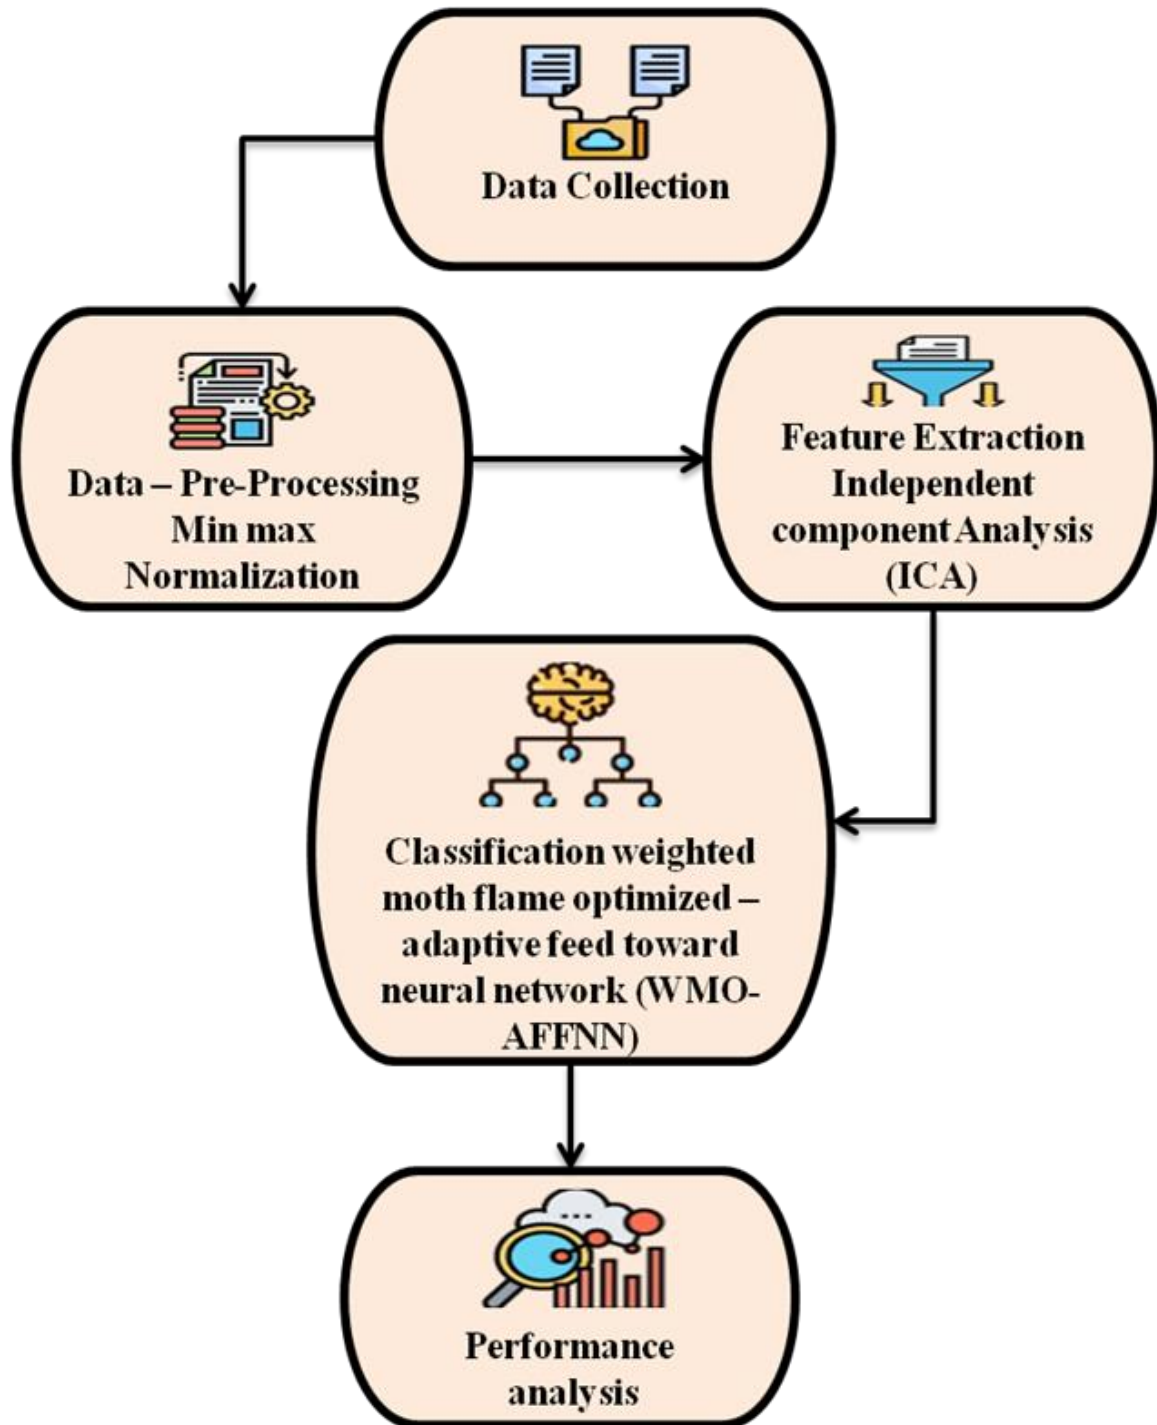 Data Collection
Data – Pre-Processing
Min max
Normalization
Feature Extraction
Independent
component Analysis
(ICA)
Classification weighted
moth flame optimized –
adaptive feed toward
neural network (WMO-
AFFNN)
Performance
analysis